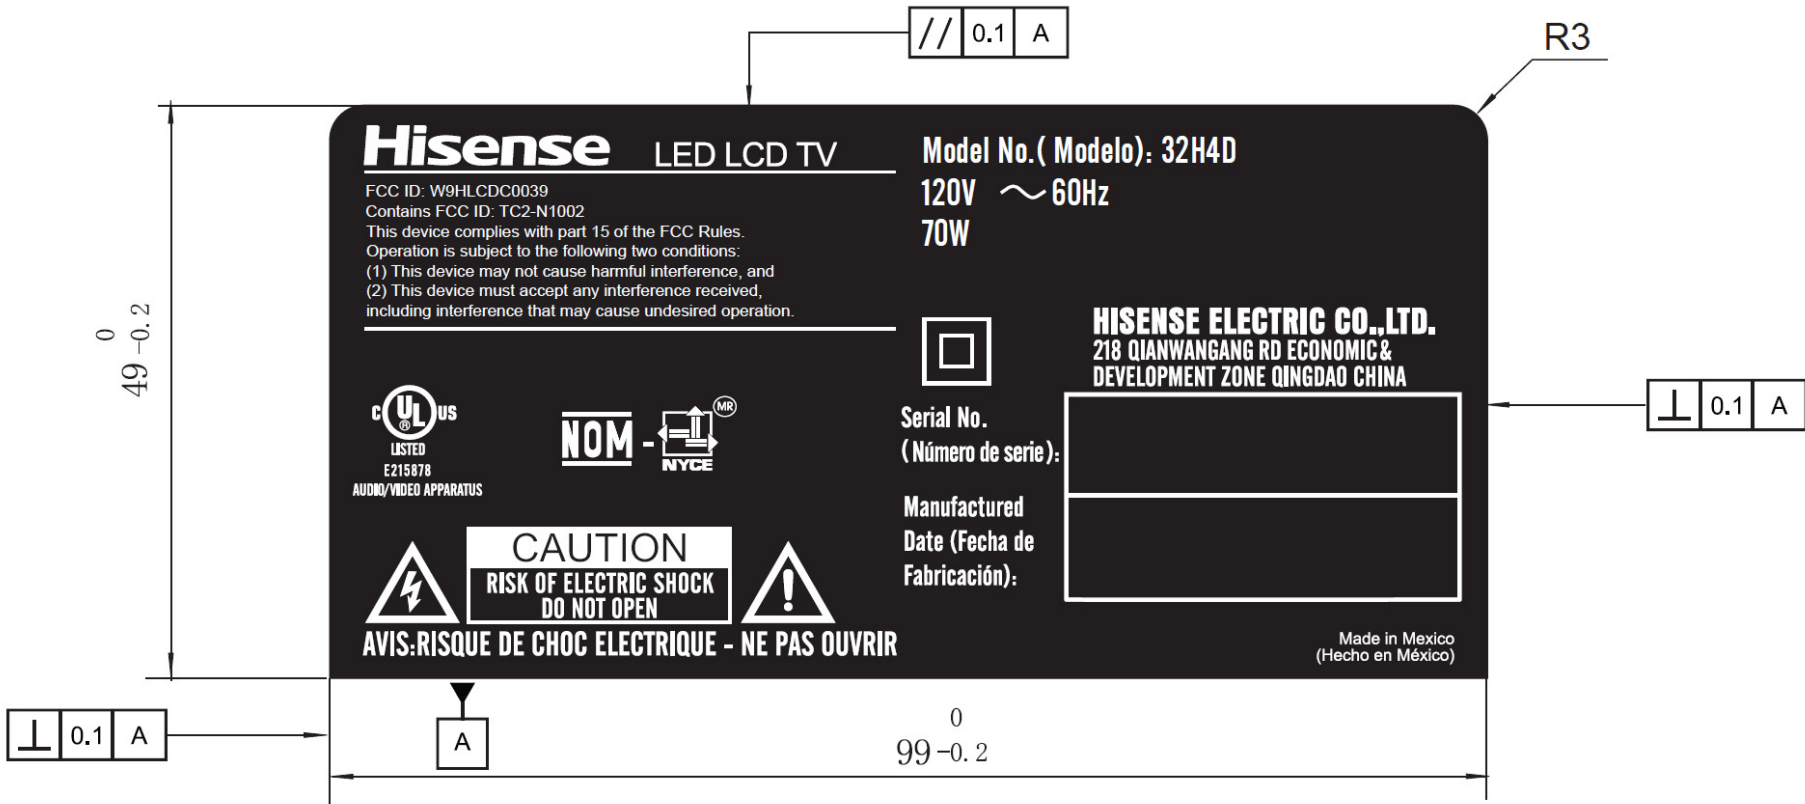 // 0.1 A
R3
Hisense LED LCD TV
FCC ID: W9HLCDC0039
Contains FCC ID: TC2-N1002
This device complies with part 15 of the FCC Rules.
Operation is subject to the following two conditions:
(1) This device may not cause harmful interference, and
(2) This device must accept any interference received,
including interference that may cause undesired operation.
Model No.( Modelo): 32H4D
120V ~ 60Hz
70W
HISENSE ELECTRIC CO.,LTD.
218 QIANWANGANG RD ECONOMIC&
DEVELOPMENT ZONE QINGDAO CHINA
0
49 -0.2
C UL ® US
LISTED
E215878
AUDIO/VIDEO APPARATUS
NOM - NYCE MR
Serial No.
( Número de serie ):
Manufactured
Date (Fecha de
Fabricación):
⊥ 0.1 A
CAUTION
RISK OF ELECTRIC SHOCK
DO NOT OPEN
AVIS:RISQUE DE CHOC ELECTRIQUE - NE PAS OUVRIR
Made in Mexico
(Hecho en México)
⊥ 0.1 A
A
0
99 -0.2